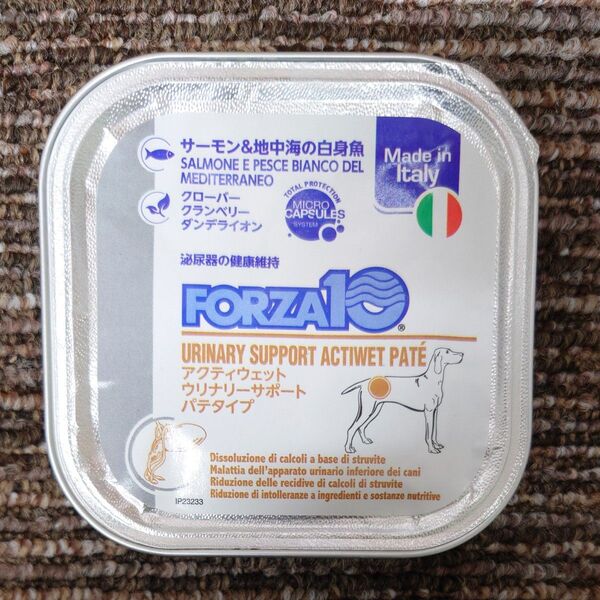 サーモン&地中海の白身魚
SALMONE E PESCE BIANCO DEL
MEDITERRANEO
Made in
Italy
クローバー
クランベリー
ダンデライオン
TOTAL PROTECTION
MICRO
CAPSULES
SYSTEM
泌尿器の健康維持
FORZA10®
URINARY SUPPORT ACTIWET PATÉ
アクティウェット
ウリナリーサポート
パテタイプ
Dissoluzione di calcoli a base di struvite
Malattia dell'apparato urinario inferiore dei cani
Riduzione delle recidive di calcoli di struvite
Riduzione di intolleranze a ingredienti e sostanze nutritive
IP23233